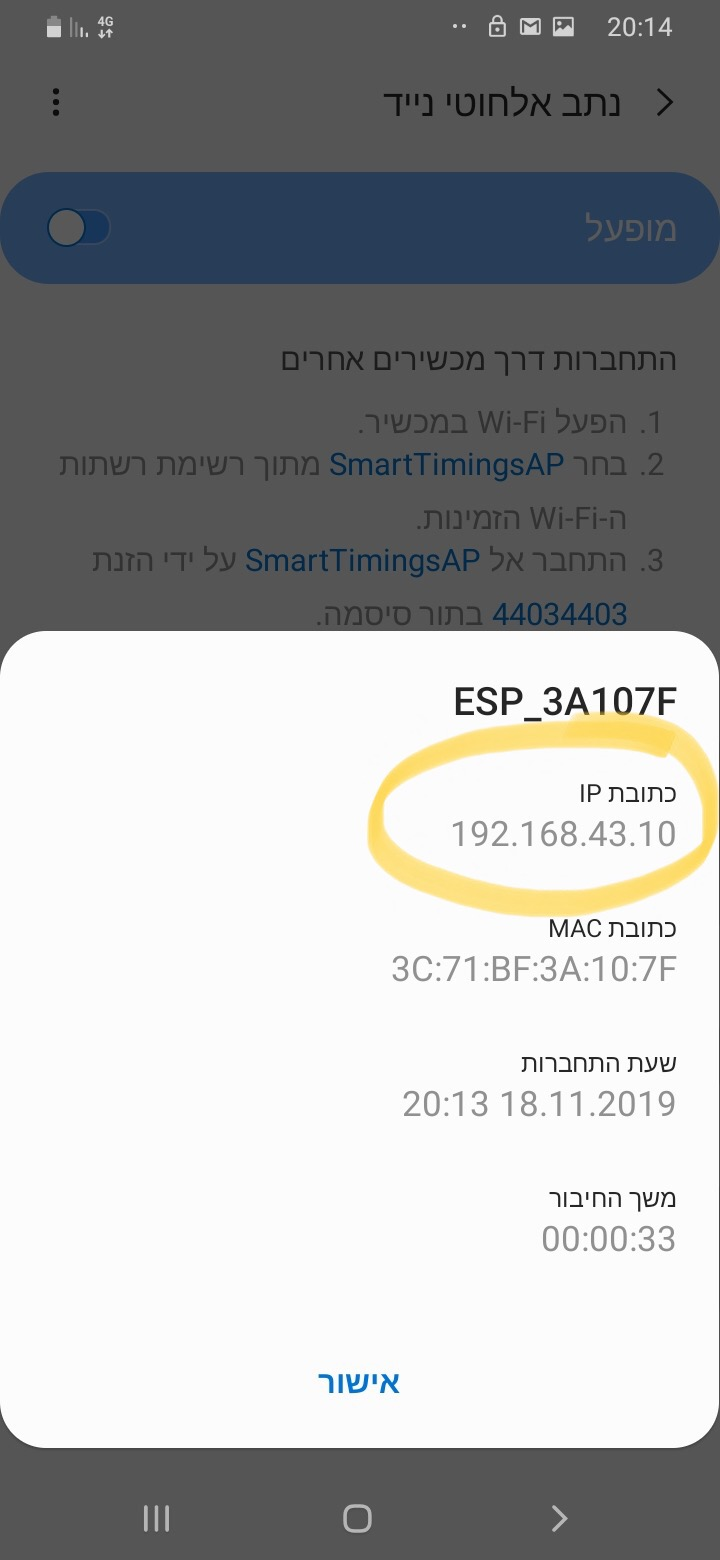 4G
20:14
נתב אלחוטי נייד
מופעל
התחברות דרך מכשירים אחרים
1. הפעל Wi-Fi במכשיר.
2. בחר SmartTimingsAP מתוך רשימת רשתות
ה-Wi-Fi הזמינות.
3. התחבר אל SmartTimingsAP על ידי הזנת
44034403 בתור סיסמה.
ESP_3A107F
כתובת IP
192.168.43.10
כתובת MAC
3C:71:BF:3A:10:7F
שעת התחברות
20:13 18.11.2019
משך החיבור
00:00:33
אישור